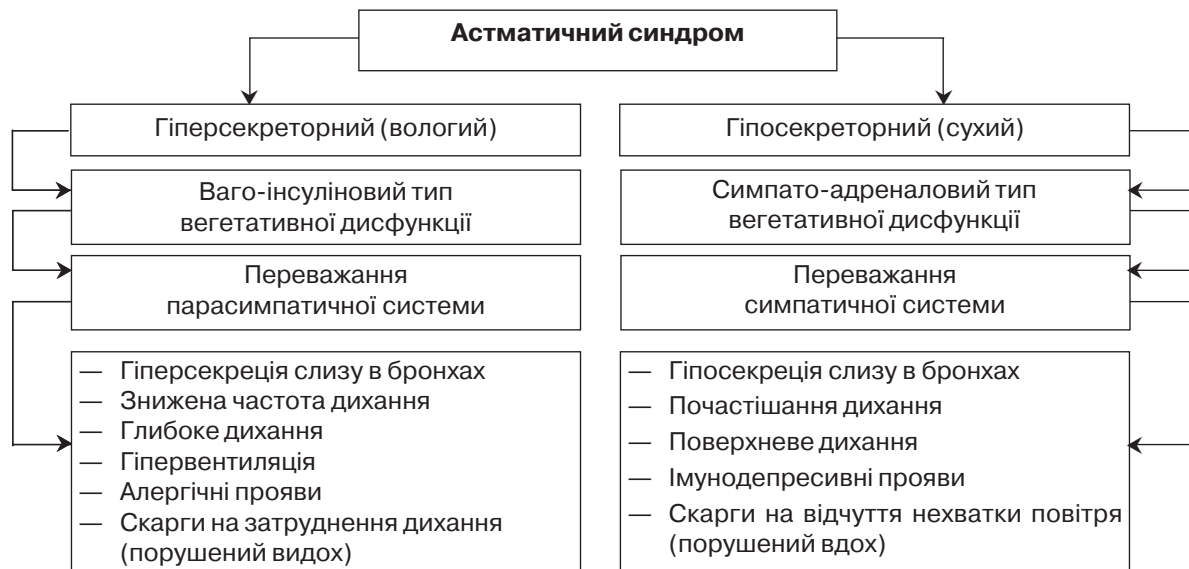 Астматичний синдром
Гіперсекреторний (вологий)
Ваго-інсуліновий тип
вегетативної дисфункції
Переважання
парасимпатичної системи
— Гіперсекреція слизу в бронхах
— Знижена частота дихання
— Глибоке дихання
— Гіпервентиляція
— Алергічні прояви
— Скарги на затруднення дихання
(порушений видох)
Гіпосекреторний (сухий)
Симпато-адреналовий тип
вегетативної дисфункції
Переважання
симпатичної системи
— Гіпосекреція слизу в бронхах
— Почастішання дихання
— Поверхневе дихання
— Імунодепресивні прояви
— Скарги на відчуття нехватки повітря
(порушений вдох)